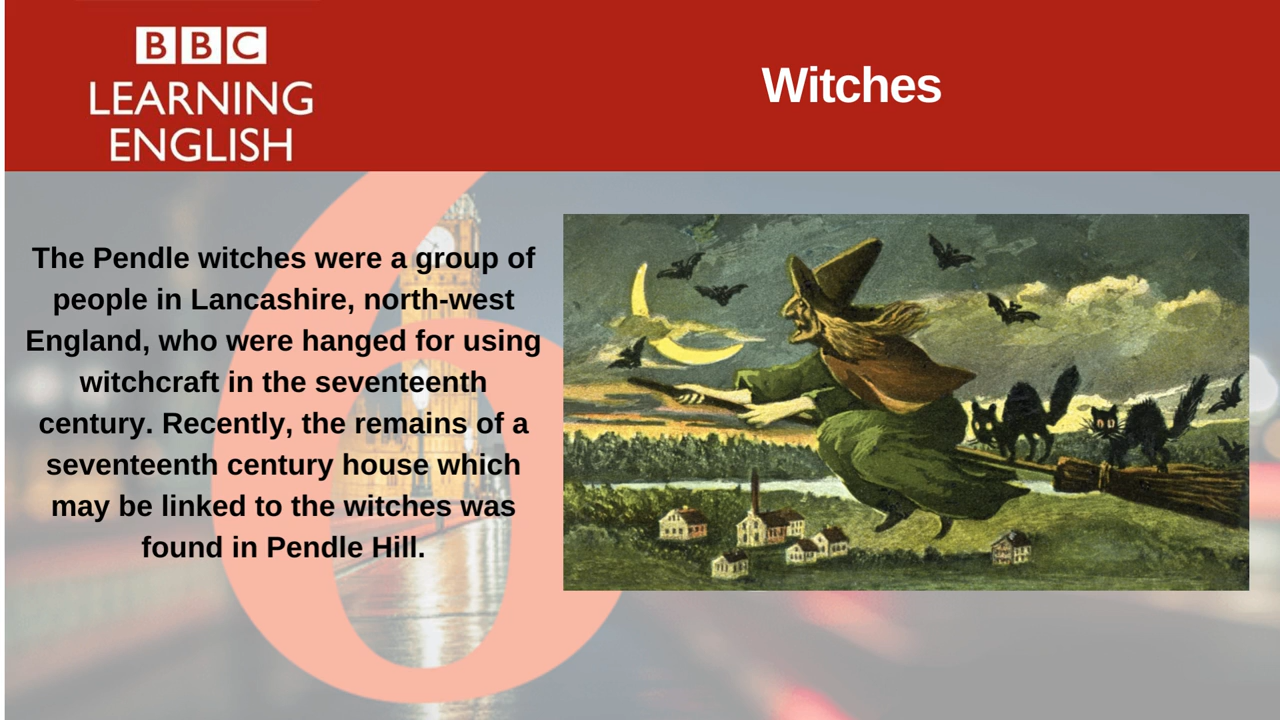 BBC
LEARNING
ENGLISH
Witches
The Pendle witches were a group of
people in Lancashire, north-west
England, who were hanged for using
witchcraft in the seventeenth
century. Recently, the remains of a
seventeenth century house which
may be linked to the witches was
found in Pendle Hill.
6